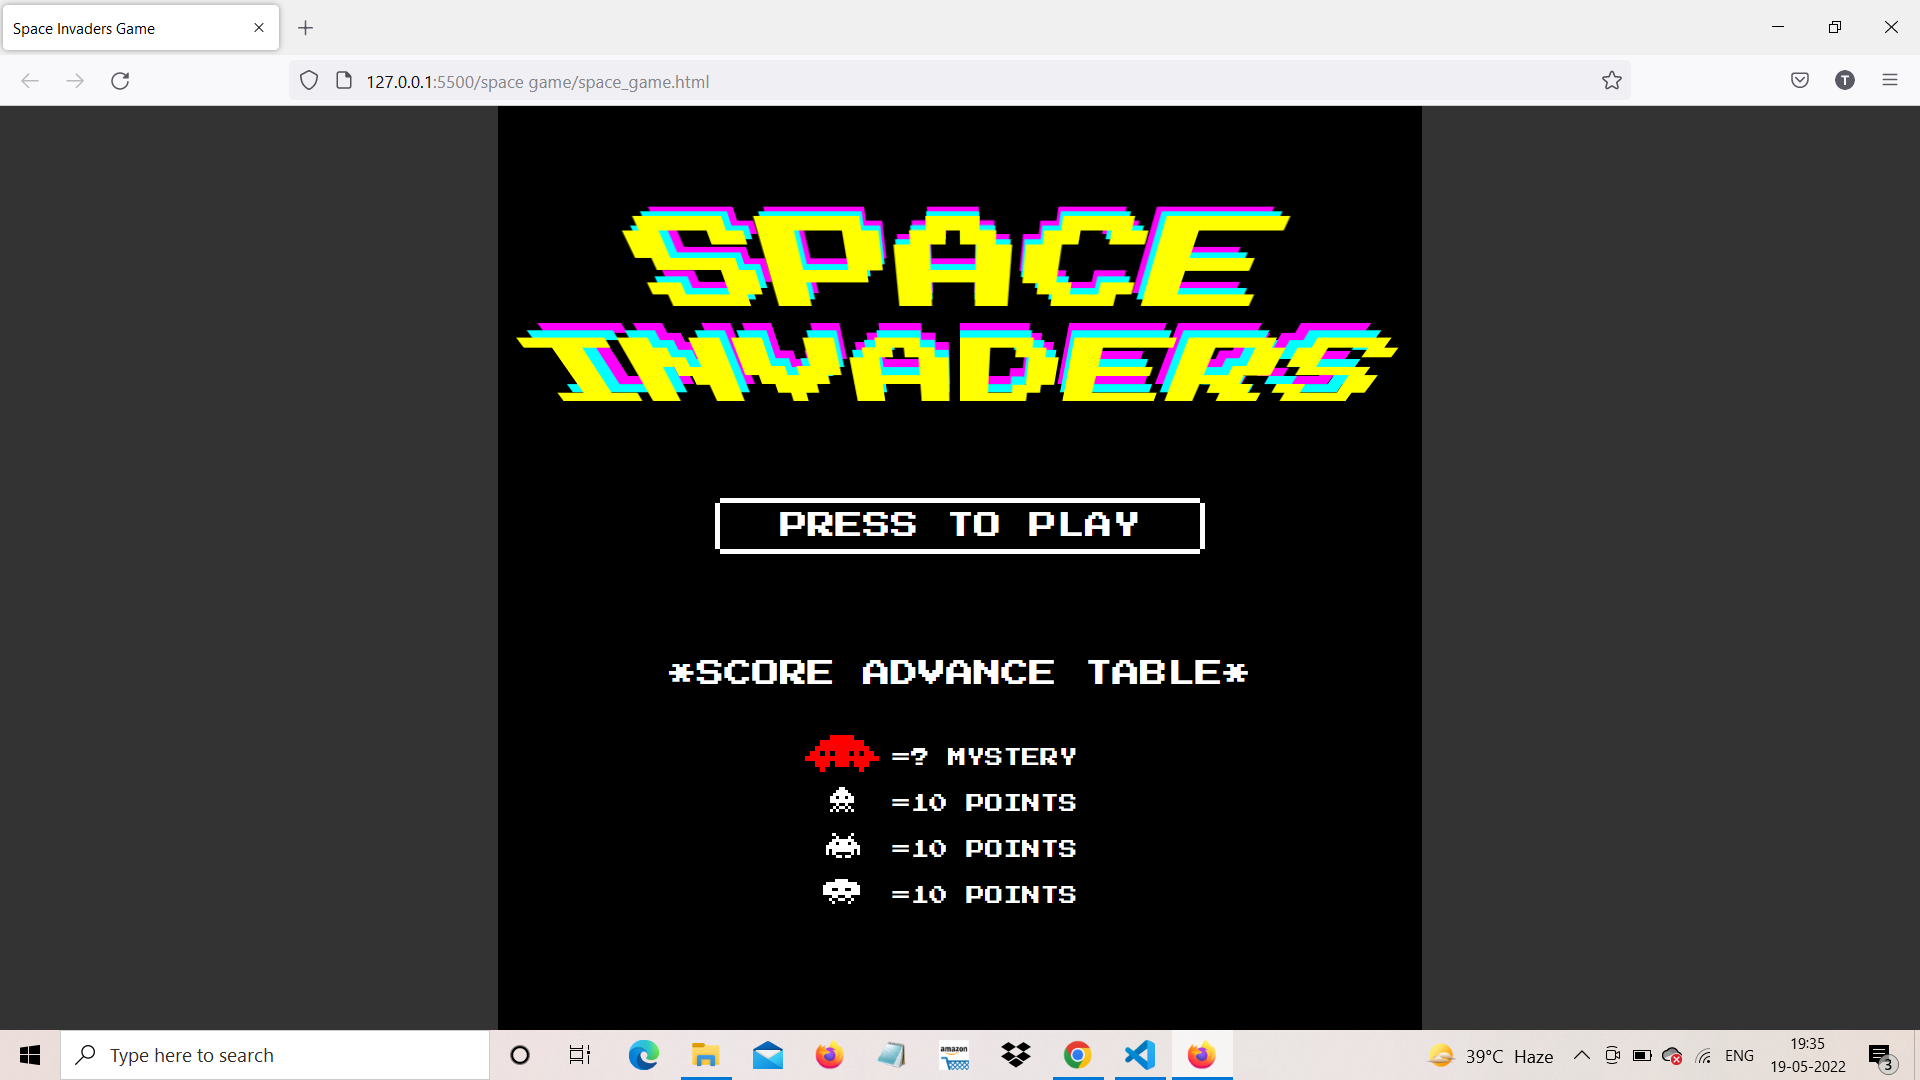 Space Invaders Game
127.0.0.1:5500/space game/space_game.html
T
SPACE
INVADERS
PRESS TO PLAY
*SCORE ADVANCE TABLE*
=? MYSTERY
=10 POINTS
=10 POINTS
=10 POINTS
Type here to search
amazon
39°C Haze
ENG
19:35
19-05-2022
3